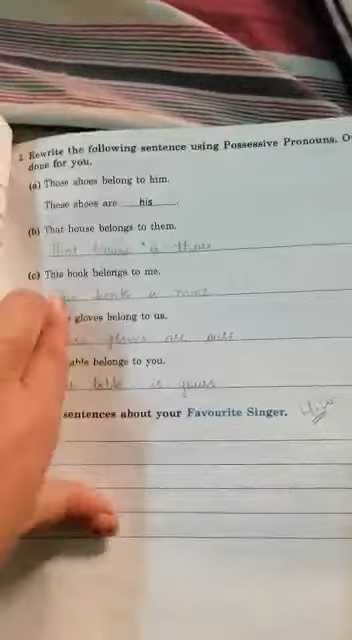 2. Rewrite the following sentence using Possessive Pronouns. O
done for you.
(a) Those shoes belong to him.
These shoes are his.
(b) That house belongs to them.
That house is theirs
(c) This book belongs to me.
book is mine
gloves belong to us.
gloves are ours
able belongs to you.
table is yours
sentences about your Favourite Singer.
H.W